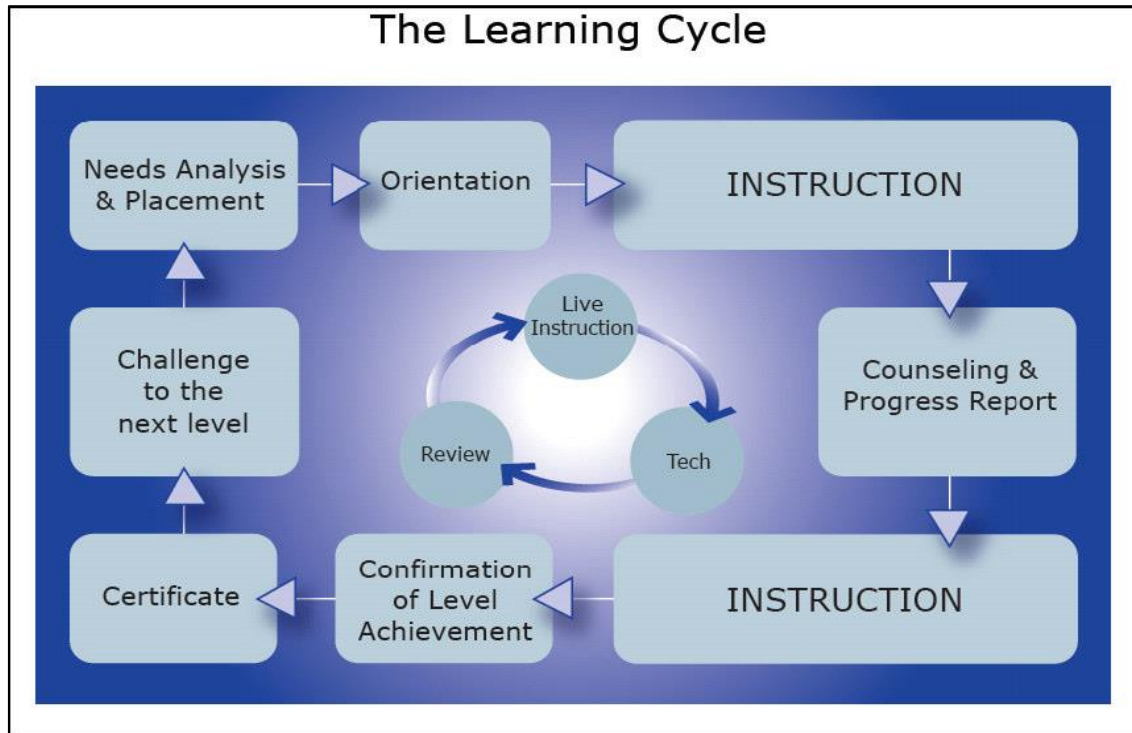 The Learning Cycle
Needs Analysis
& Placement
Orientation
INSTRUCTION
Counseling &
Progress Report
INSTRUCTION
Confirmation
of Level
Achievement
Certificate
Challenge
to the
next level
Live
Instruction
Tech
Review